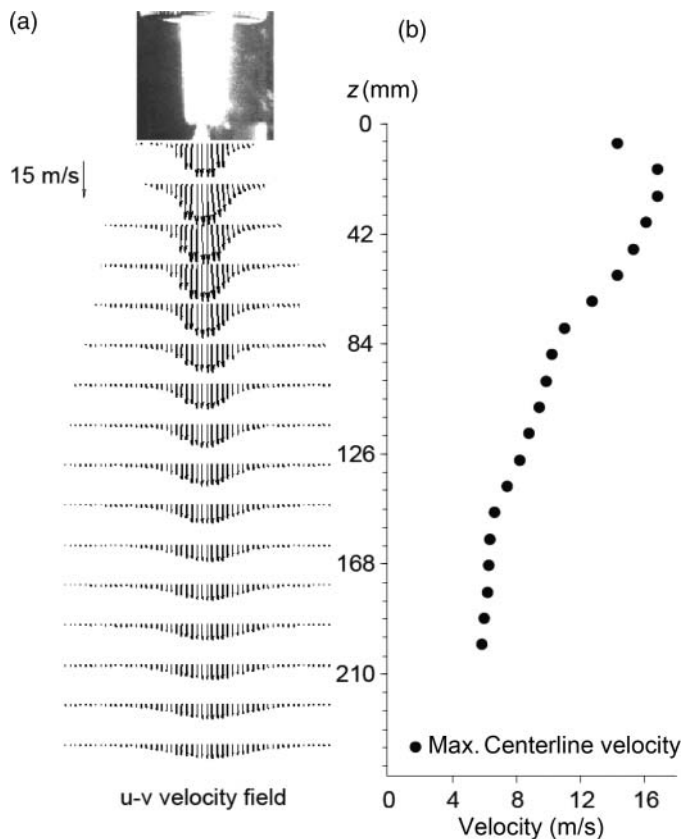 (a)
15 m/s
u-v velocity field
(b)
z (mm)
0
42
84
126
168
210
Max. Centerline velocity
0 4 8 12 16
Velocity (m/s)